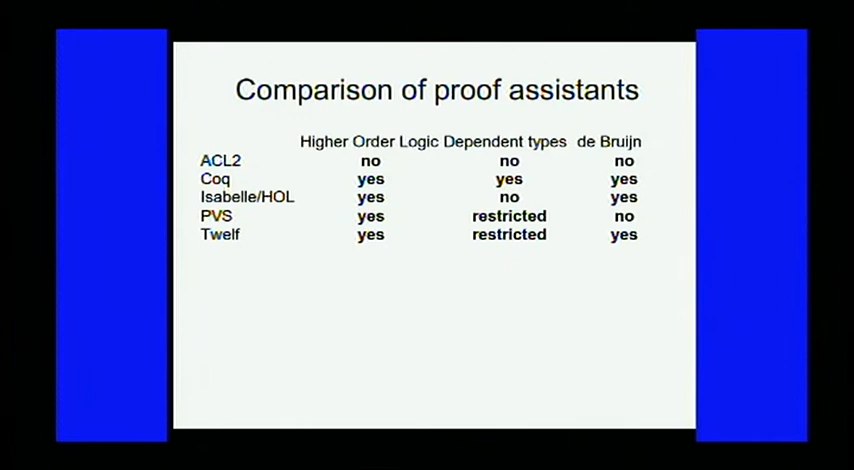 Comparison of proof assistants
Higher Order Logic Dependent types de Bruijn
ACL2 no no no
Coq yes yes yes
Isabelle/HOL yes no yes
PVS yes restricted no
Twelf yes restricted yes